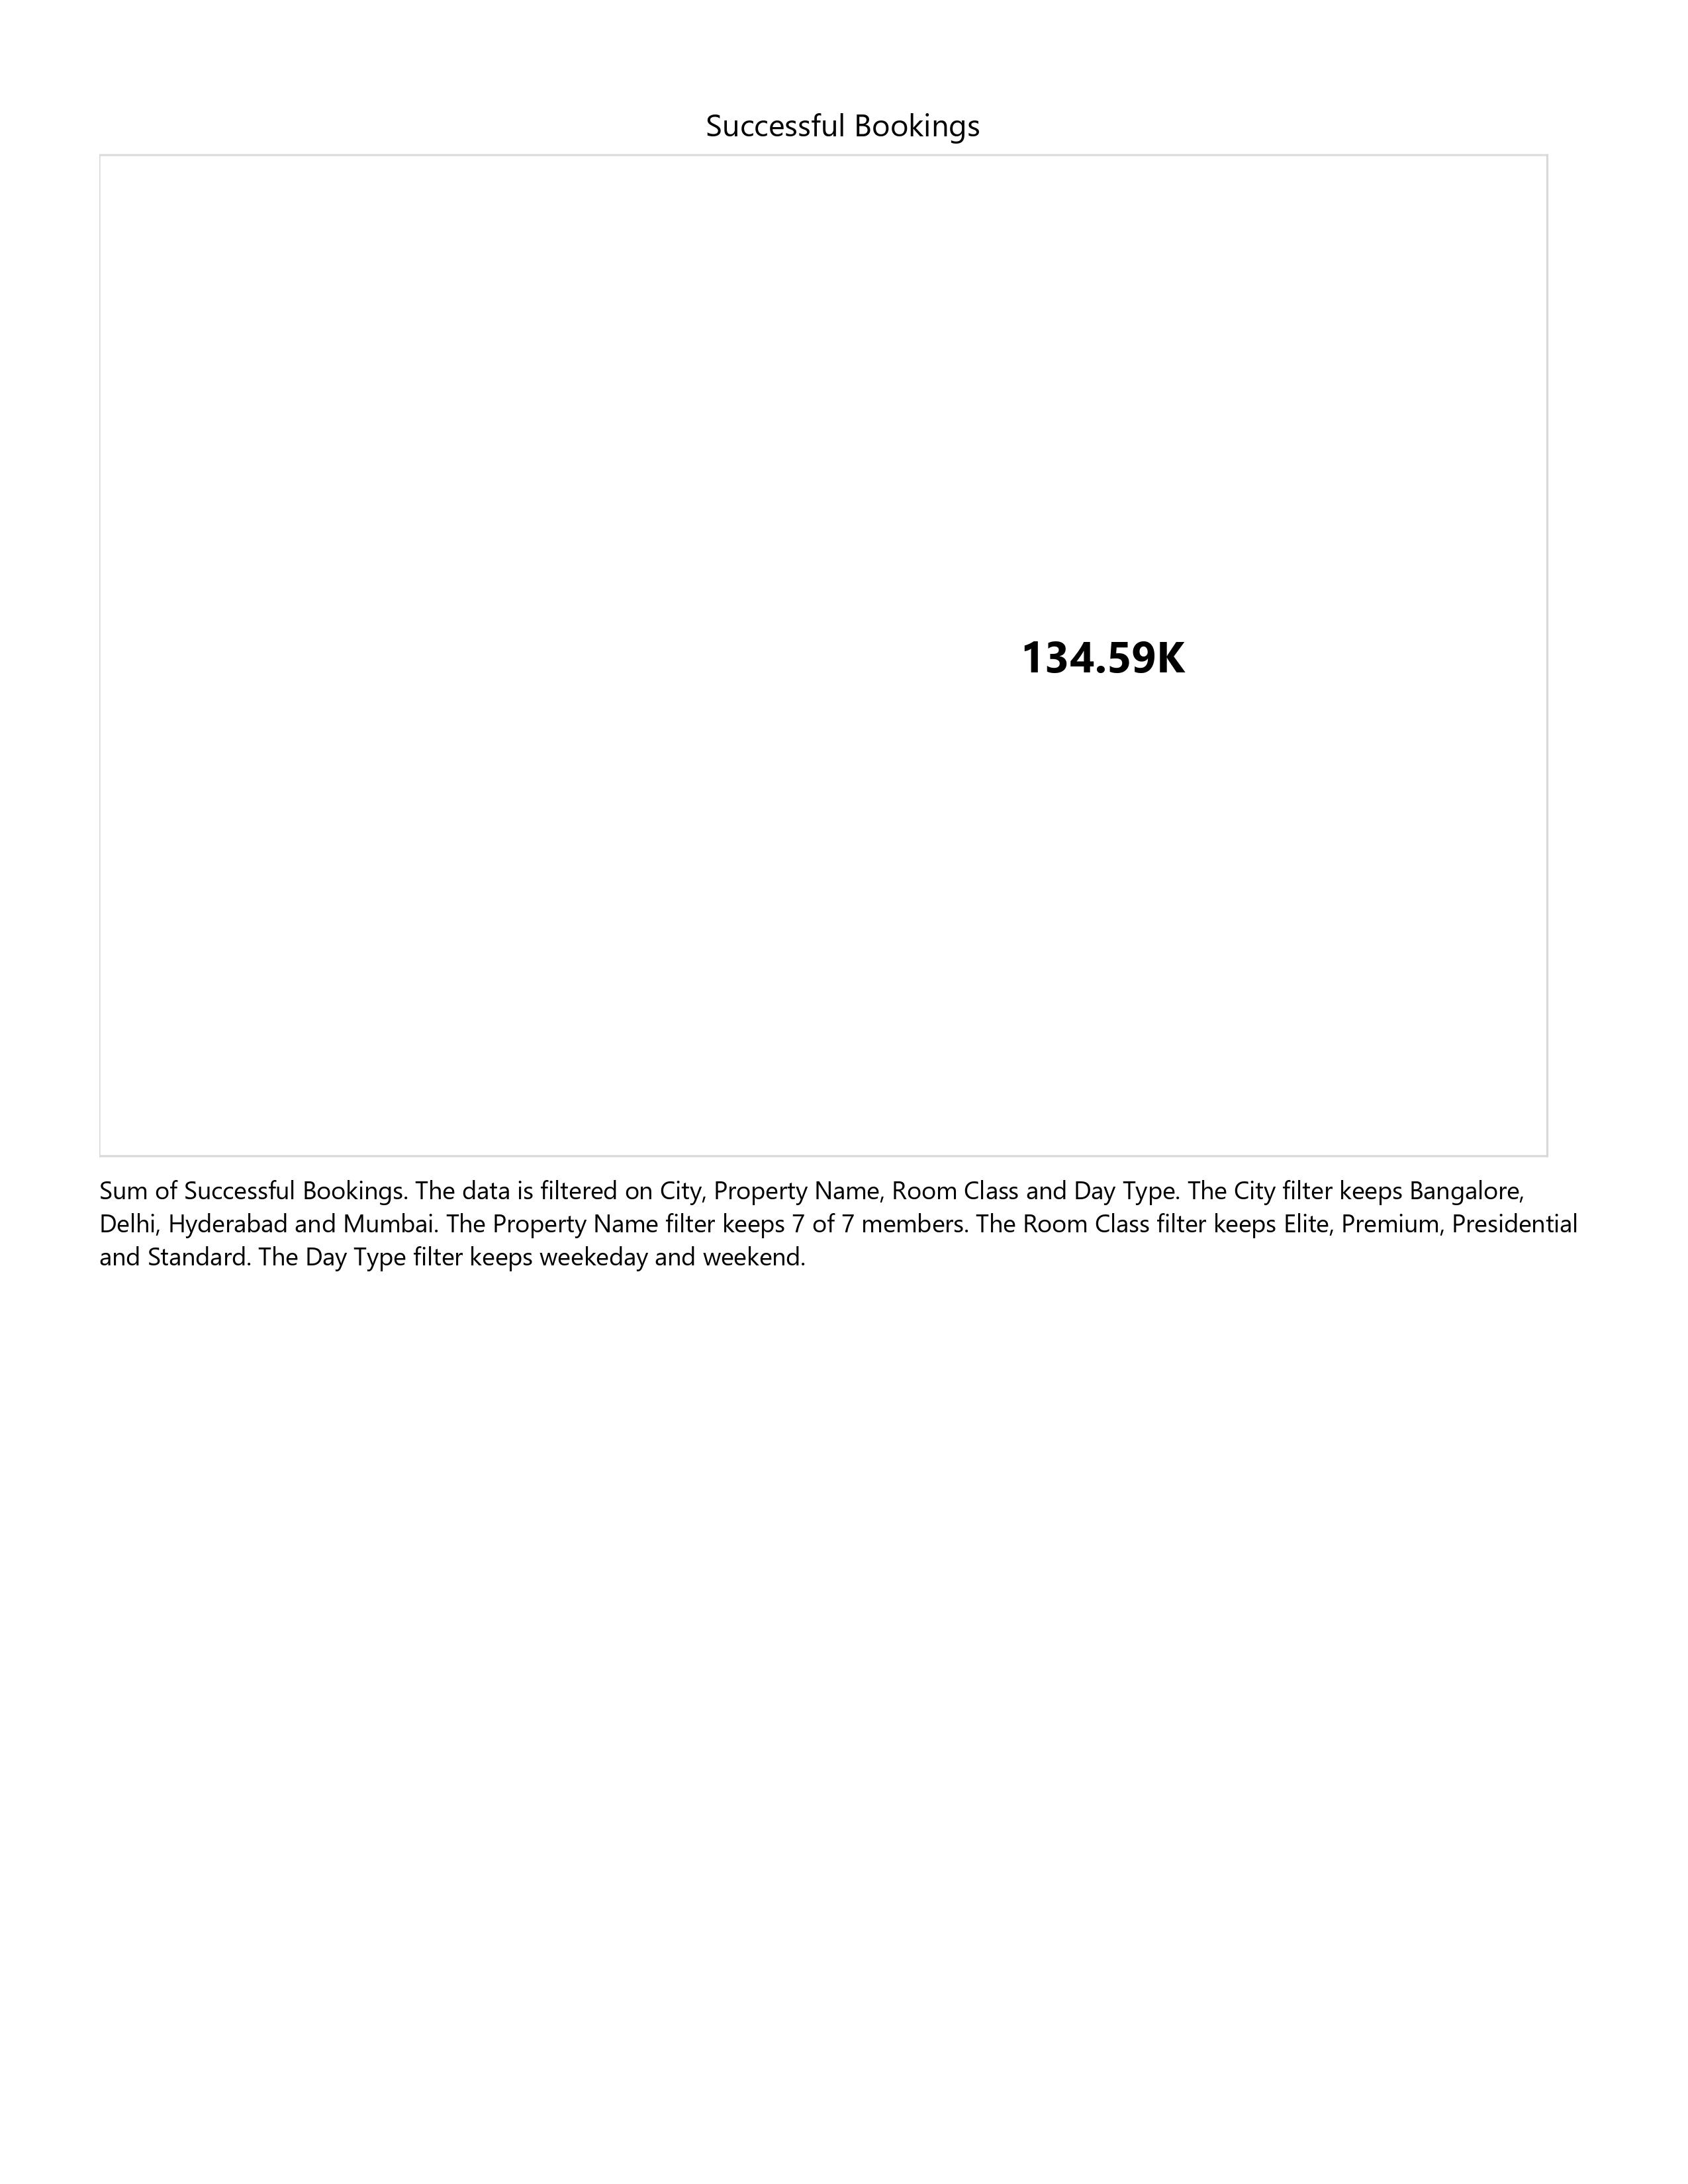 Successful Bookings
134.59K
Sum of Successful Bookings. The data is filtered on City, Property Name, Room Class and Day Type. The City filter keeps Bangalore,
Delhi, Hyderabad and Mumbai. The Property Name filter keeps 7 of 7 members. The Room Class filter keeps Elite, Premium, Presidential
and Standard. The Day Type filter keeps weekeday and weekend.